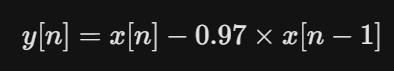 y[n] = x[n] − 0.97 × x[n − 1]